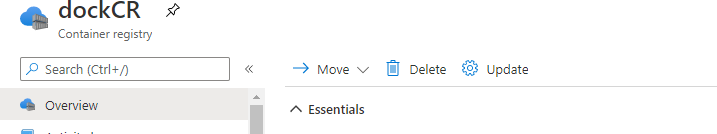 dockCR
Container registry
Search (Ctrl+/)
«
Move
Delete
Update
Overview
Essentials